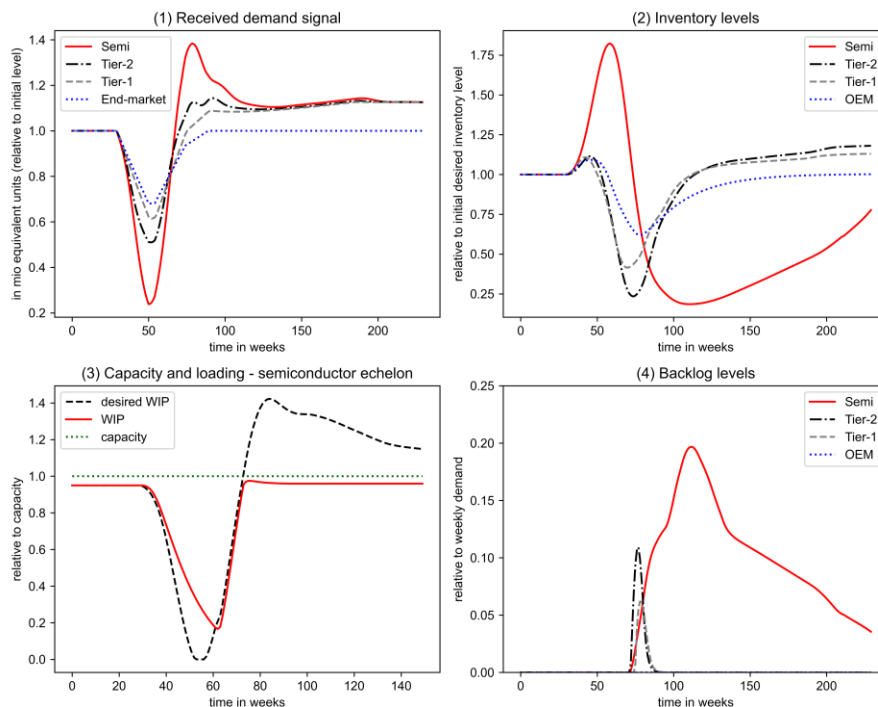 (1) Received demand signal
in mio equivalent units (relative to initial level)
1.4
1.2
1.0
0.8
0.6
0.4
0.2
Semi
Tier-2
Tier-1
End-market
0
50
100
150
200
time in weeks
(2) Inventory levels
relative to initial desired inventory level
1.75
1.50
1.25
1.00
0.75
0.50
0.25
Semi
Tier-2
Tier-1
OEM
0
50
100
150
200
time in weeks
(3) Capacity and loading - semiconductor echelon
relative to capacity
1.4
1.2
1.0
0.8
0.6
0.4
0.2
0.0
desired WIP
WIP
capacity
0
20
40
60
80
100
120
140
time in weeks
(4) Backlog levels
relative to weekly demand
0.25
0.20
0.15
0.10
0.05
0.00
Semi
Tier-2
Tier-1
OEM
0
50
100
150
200
time in weeks